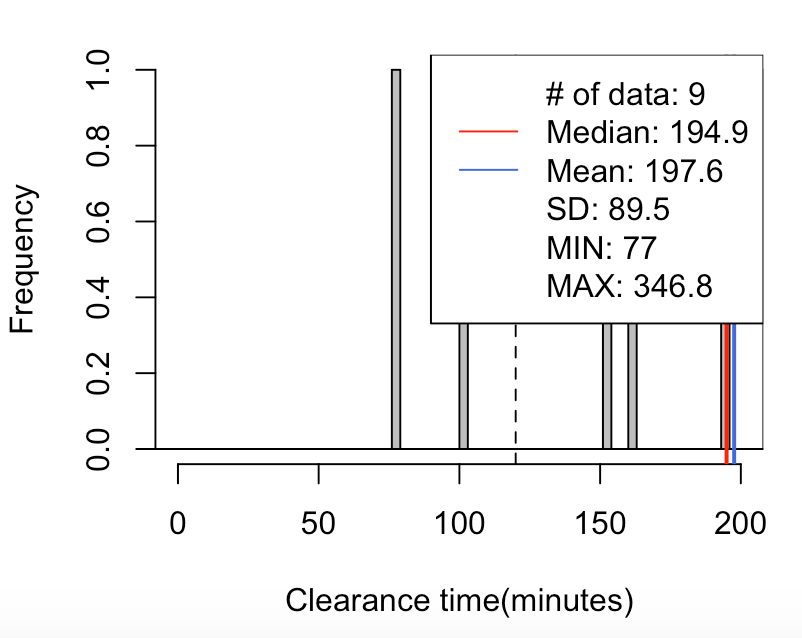 # of data: 9
Median: 194.9
Mean: 197.6
SD: 89.5
MIN: 77
MAX: 346.8
Frequency
1.0
0.8
0.6
0.4
0.2
0.0
0 50 100 150 200
Clearance time(minutes)